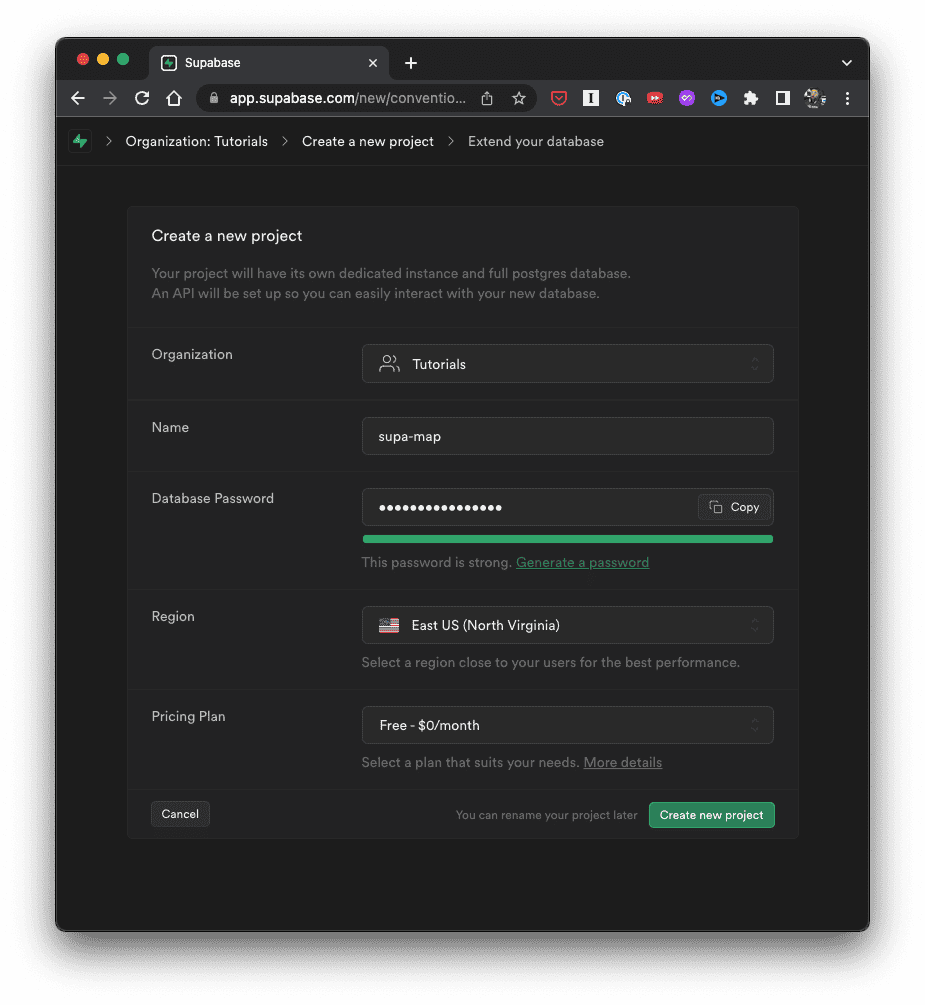 Supabase
app.supabase.com/new/conventio...
Organization: Tutorials
Create a new project
Extend your database
Create a new project
Your project will have its own dedicated instance and full postgres database.
An API will be set up so you can easily interact with your new database.
Organization
Tutorials
Name
supa-map
Database Password
••••••••••••••••
Copy
This password is strong. Generate a password
Region
East US (North Virginia)
Select a region close to your users for the best performance.
Pricing Plan
Free - $0/month
Select a plan that suits your needs. More details
Cancel
You can rename your project later
Create new project